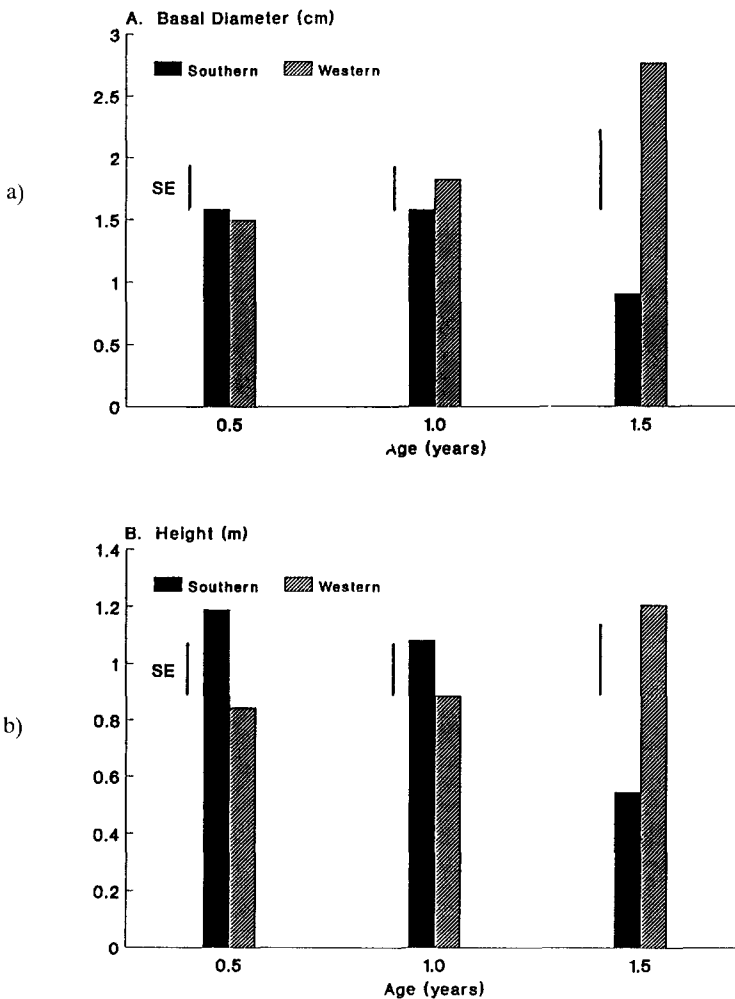 A. Basal Diameter (cm)
3
Southern Western
2.5
2
a)
SE
1.5
1
0.5
0
0.5 1.0 1.5
Age (years)
B. Height (m)
1.4
Southern Western
1.2
1
SE
0.8
b)
0.6
0.4
0.2
0
0.5 1.0 1.5
Age (years)